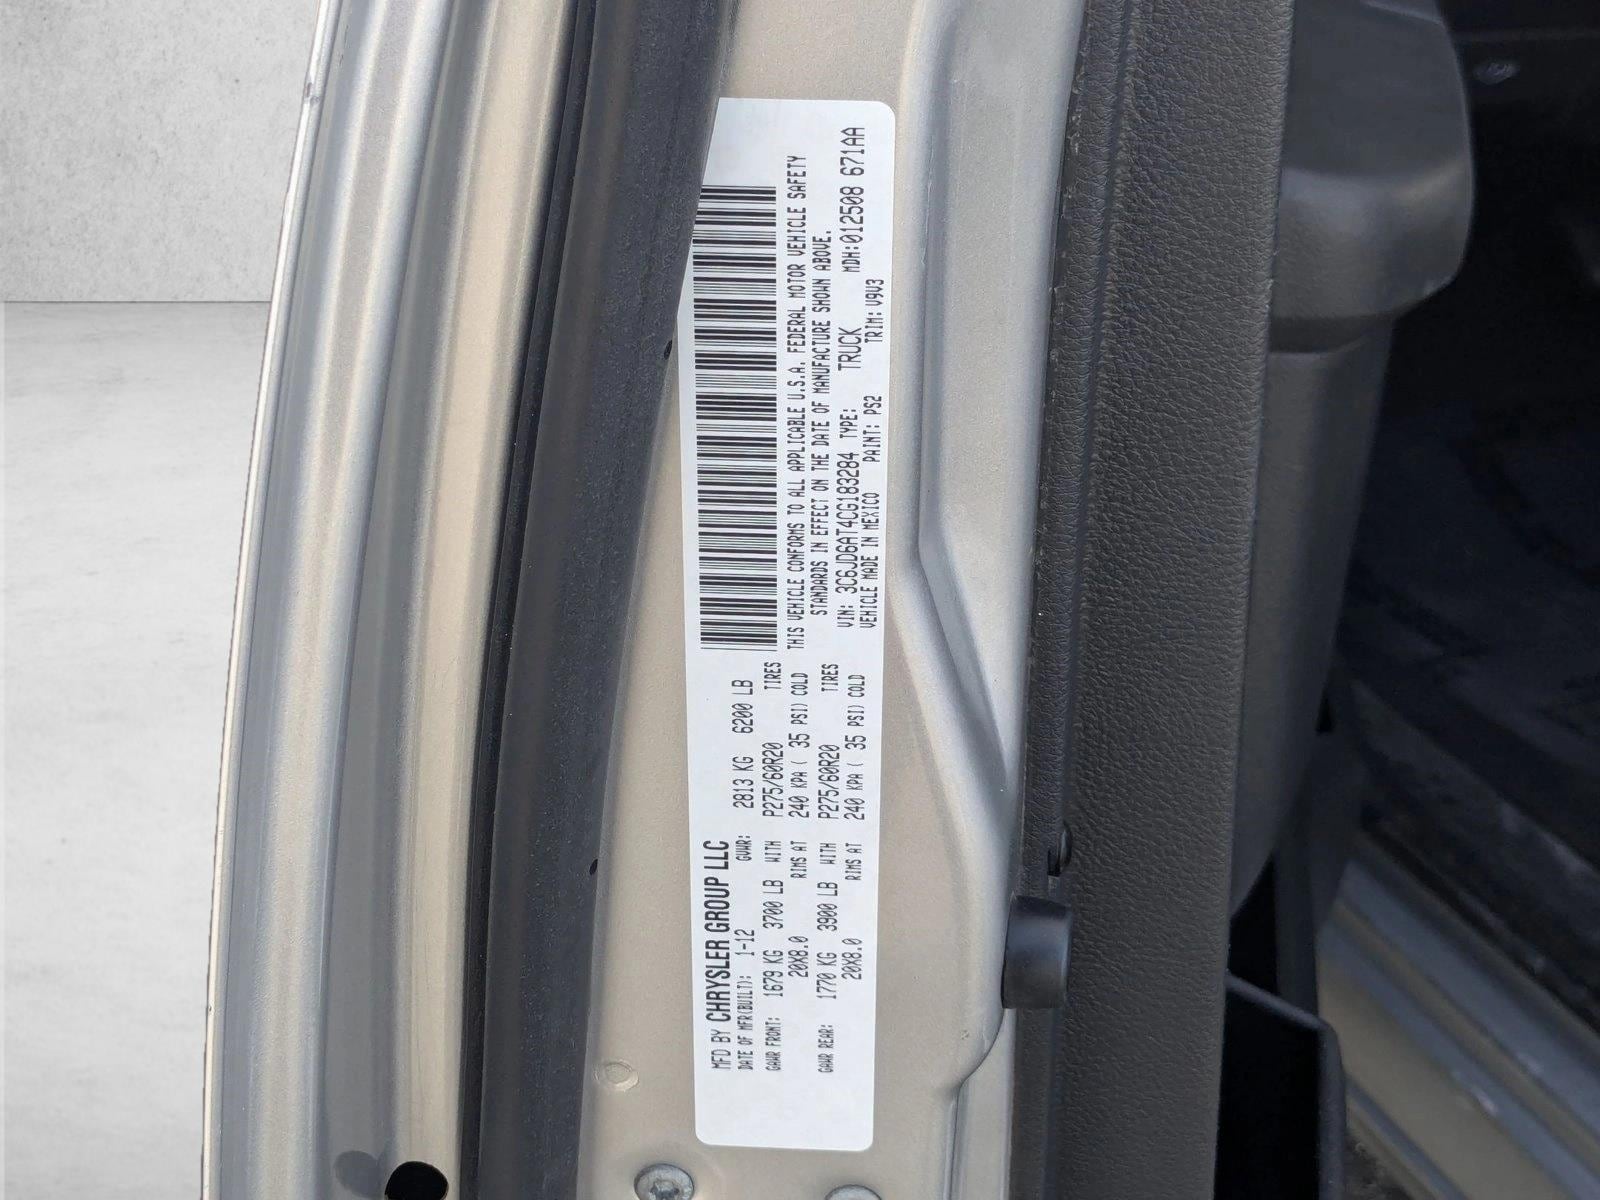 MFD BY CHRYSLER GROUP LLC
DATE OF MFR(BUILT): 1-12 GVWR: 2813 KG 6200 LB
GAWR FRONT: 1679 KG 3700 LB WITH P275/60R20 TIRES
20X8.0 RIMS AT 240 KPA ( 35 PSI) COLD
GAWR REAR: 1770 KG 3900 LB WITH P275/60R20 TIRES
20X8.0 RIMS AT 240 KPA ( 35 PSI) COLD
THIS VEHICLE CONFORMS TO ALL APPLICABLE U.S.A. FEDERAL MOTOR VEHICLE SAFETY
STANDARDS IN EFFECT ON THE DATE OF MANUFACTURE SHOWN ABOVE.
VIN: 3C6JD6AT4CG183284 TYPE: TRUCK MDH:012508 671AA
VEHICLE MADE IN MEXICO PAINT: PS2 TRIM: V9V3